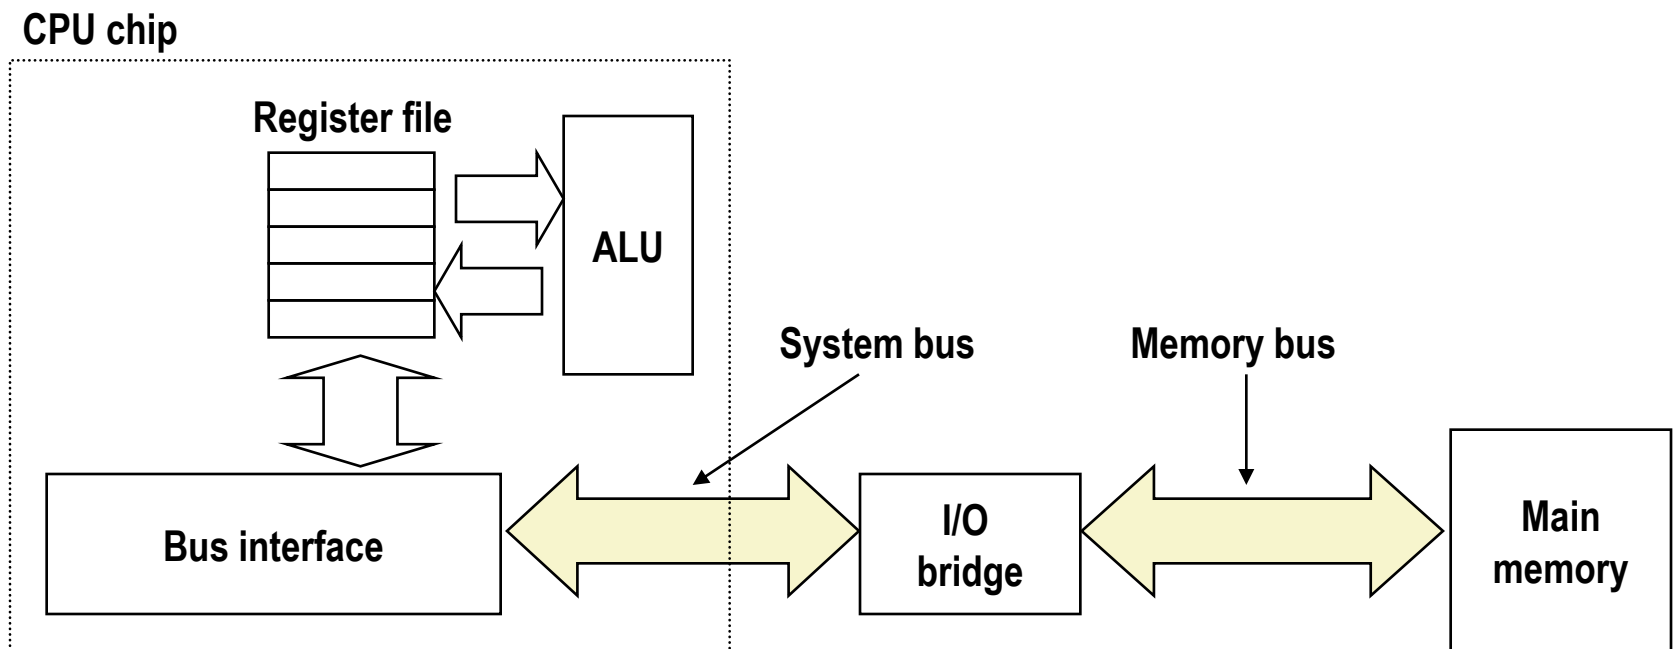 CPU chip
Register file
ALU
System bus
Memory bus
Bus interface
I/O
bridge
Main
memory